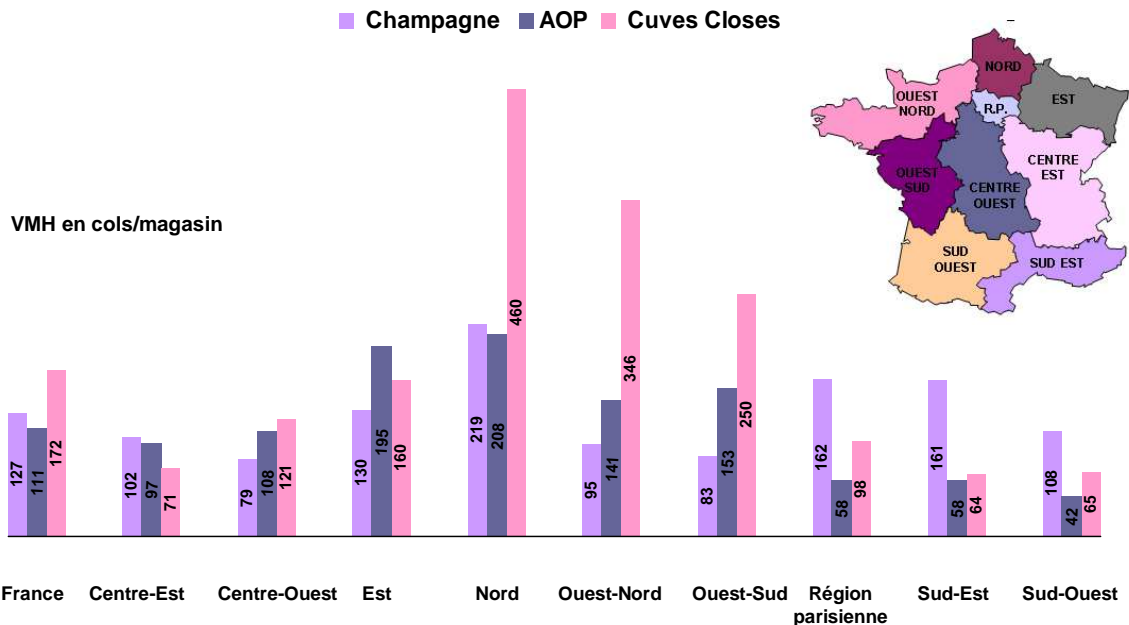 Champagne AOP Cuves Closes
NORD
OUEST
NORD
R.P.
EST
CENTRE
EST
OUEST
SUD
CENTRE
OUEST
SUD
OUEST
SUD EST
VMH en cols/magasin
127 111 172
102 97 71
79 108 121
130 195 160
219 208 460
95 141 346
83 153 250
162 58 98
161 58 64
108 42 65
France Centre-Est Centre-Ouest Est Nord Ouest-Nord Ouest-Sud Région Sud-Est Sud-Ouest
parisienne